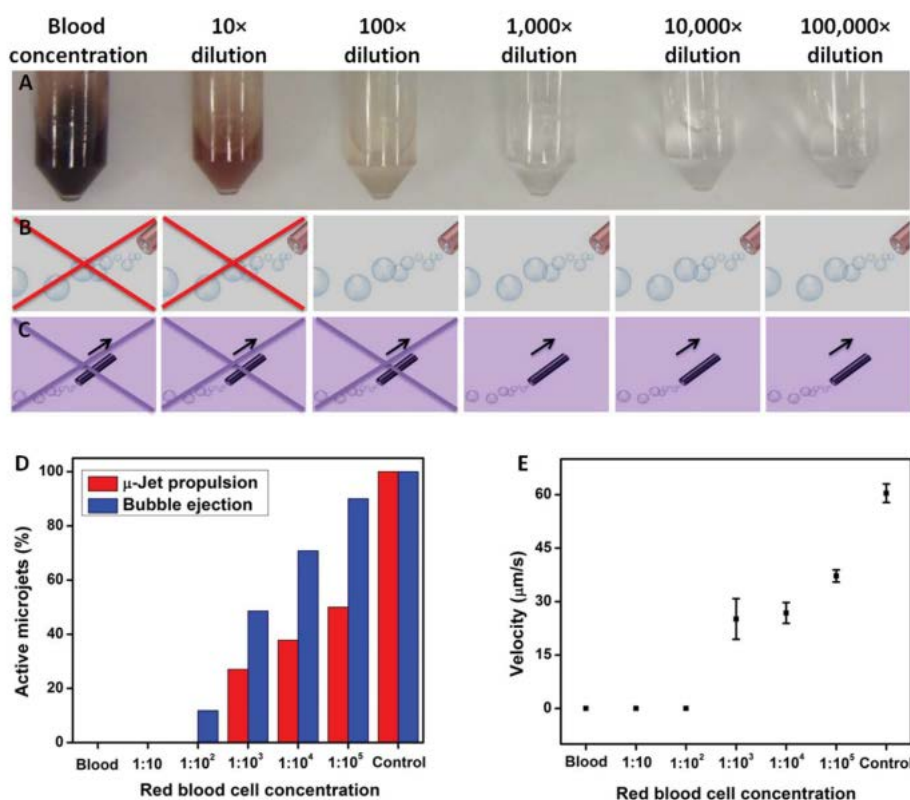 Blood concentration
10× dilution
100× dilution
1,000× dilution
10,000× dilution
100,000× dilution
A
B
C
D
μ-Jet propulsion
Bubble ejection
Active microjets (%)
100
80
60
40
20
0
Blood 1:10 1:10² 1:10³ 1:10⁴ 1:10⁵ Control
Red blood cell concentration
E
Velocity (μm/s)
60
45
30
15
0
Blood 1:10 1:10² 1:10³ 1:10⁴ 1:10⁵ Control
Red blood cell concentration